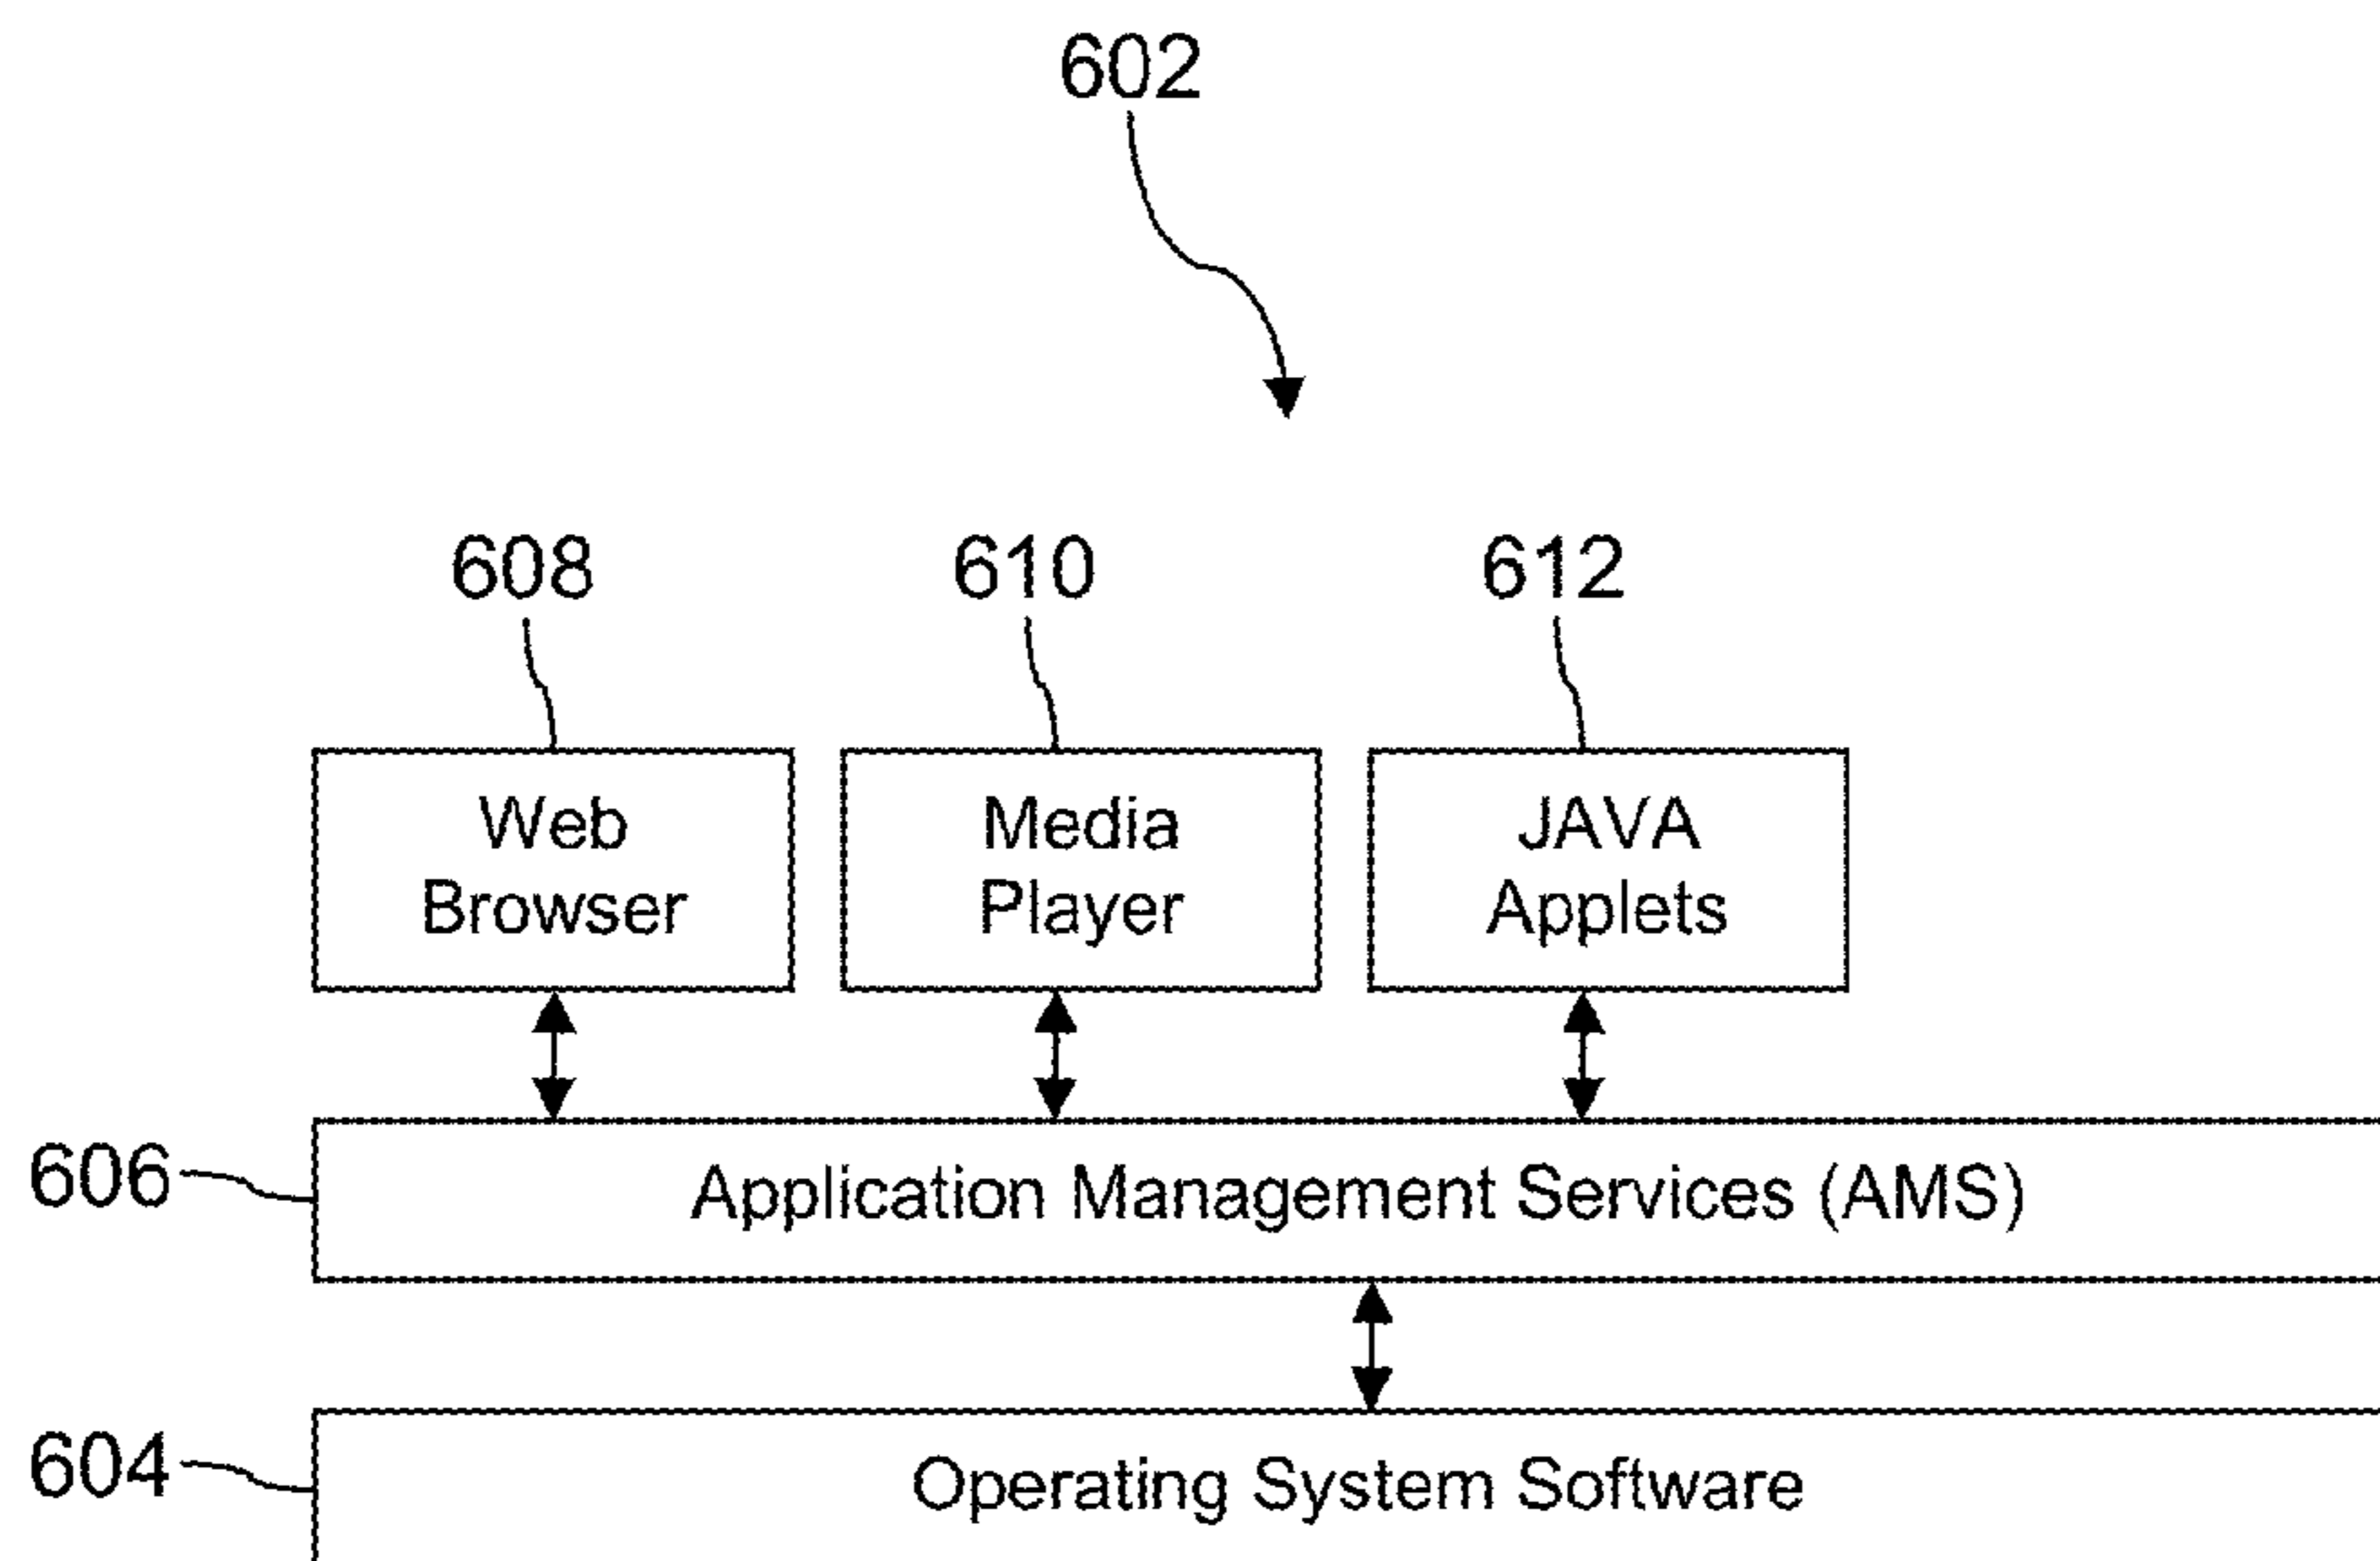 602
608 610 612
Web
Browser
Media
Player
JAVA
Applets
606
Application Management Services (AMS)
604
Operating System Software